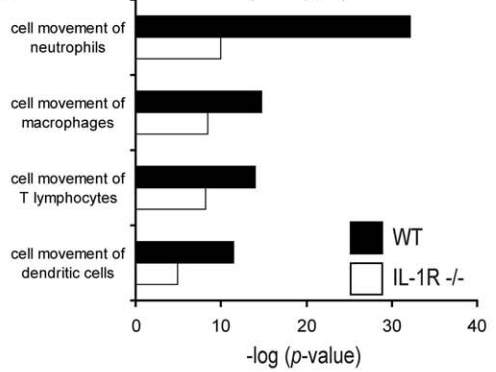 cell movement of
neutrophils
cell movement of
macrophages
cell movement of
T lymphocytes
cell movement of
dendritic cells
WT
IL-1R -/-
0 10 20 30 40
-log (p-value)